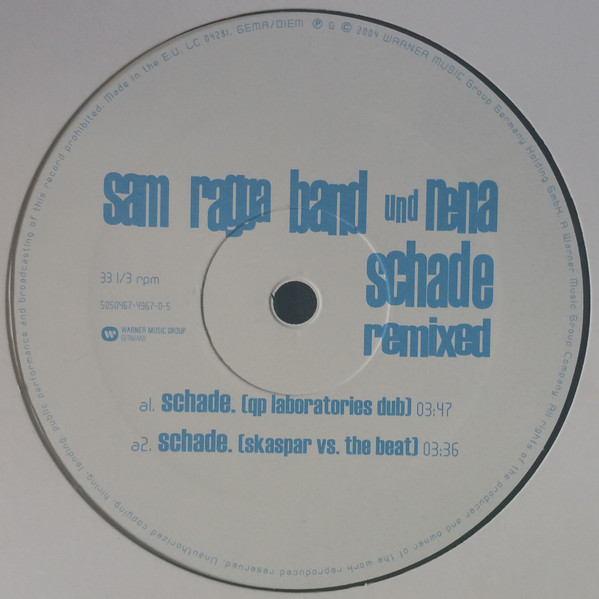 Made in the E.U. LC 04281. GEMA/DIEM ℗ & © 2004 WARNER MUSIC Group Germany Holding GmbH. A Warner Music Group Company. All rights of the producer and owner of the work reproduced reserved. Unauthorized copying, hiring, lending, public performance and broadcasting of this record prohibited.
sam ragga band und nena
schade
remixed
33 1/3 rpm
5050467-4967-0-5
WARNER MUSIC GROUP
GERMANY
a1. schade. (qp laboratories dub) 03:47
a2. schade. (skaspar vs. the beat) 03:36